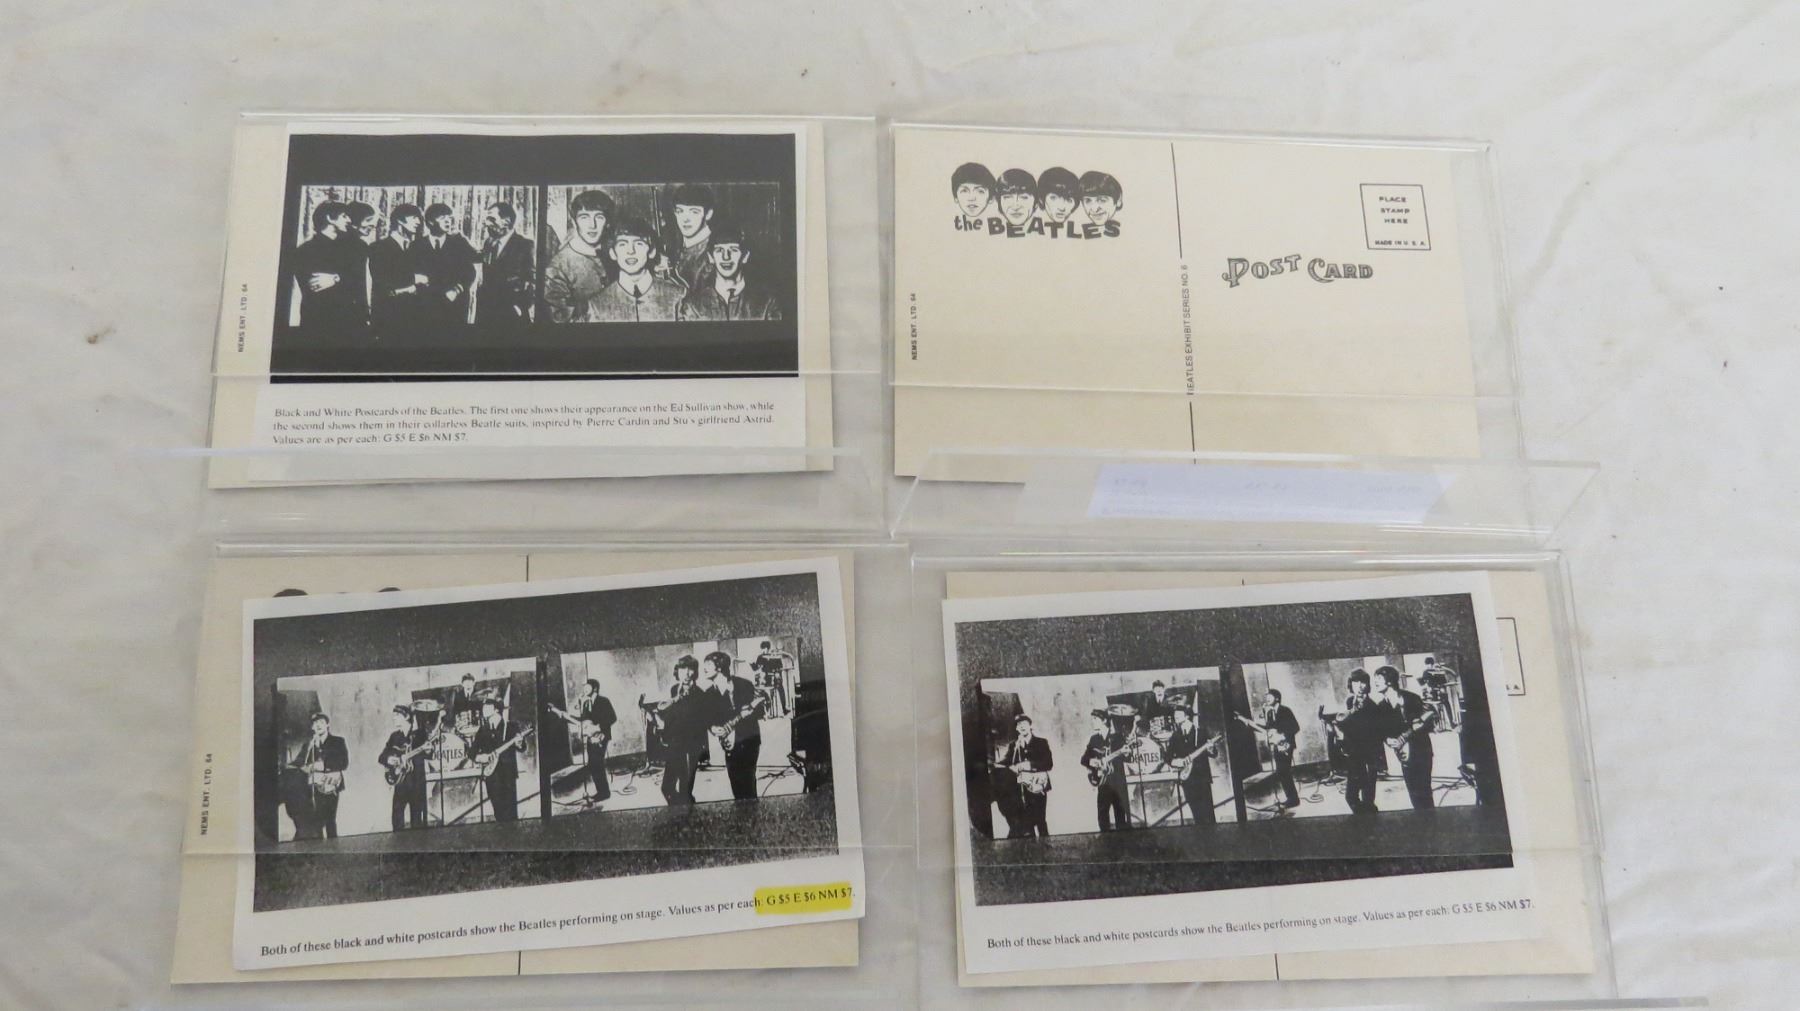 NEMS ENT. LTD. 64
Black and White Postcards of the Beatles. The first one shows their appearance on the Ed Sullivan show, while
the second shows them in their collarless Beatle suits, inspired by Pierre Cardin and Stu's girlfriend Astrid.
Values are as per each: G $5 E $6 NM $7.
the BEATLES
PLACE
STAMP
HERE
MADE IN U. S. A.
POST CARD
NEMS ENT. LTD. 64
BEATLES EXHIBIT SERIES NO. 6
NEMS ENT. LTD. 64
BEATLES
Both of these black and white postcards show the Beatles performing on stage. Values as per each: G $5 E $6 NM $7.
BEATLES
S. A.
Both of these black and white postcards show the Beatles performing on stage. Values as per each: G $5 E $6 NM $7.